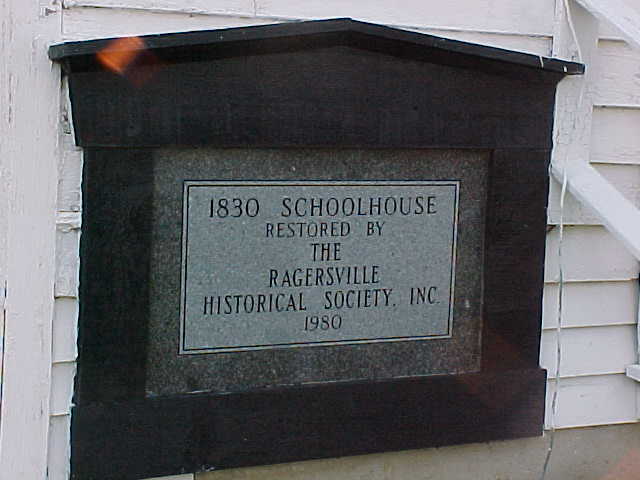 1830 SCHOOLHOUSE
RESTORED BY
THE
RAGERSVILLE
HISTORICAL SOCIETY, INC.
1980